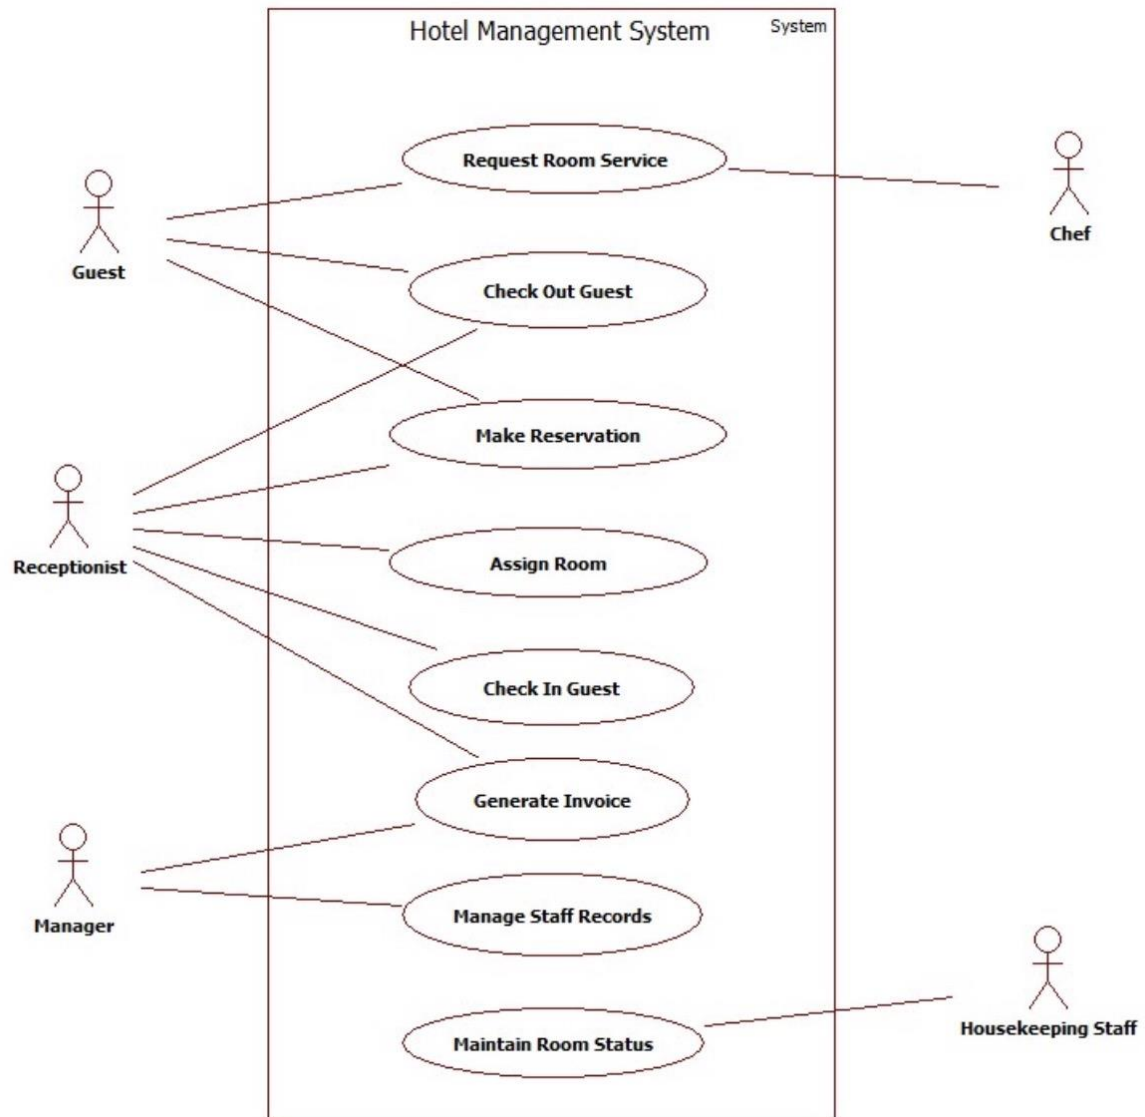 Hotel Management System
System
Request Room Service
Chef
Guest
Check Out Guest
Make Reservation
Receptionist
Assign Room
Check In Guest
Generate Invoice
Manager
Manage Staff Records
Housekeeping Staff
Maintain Room Status